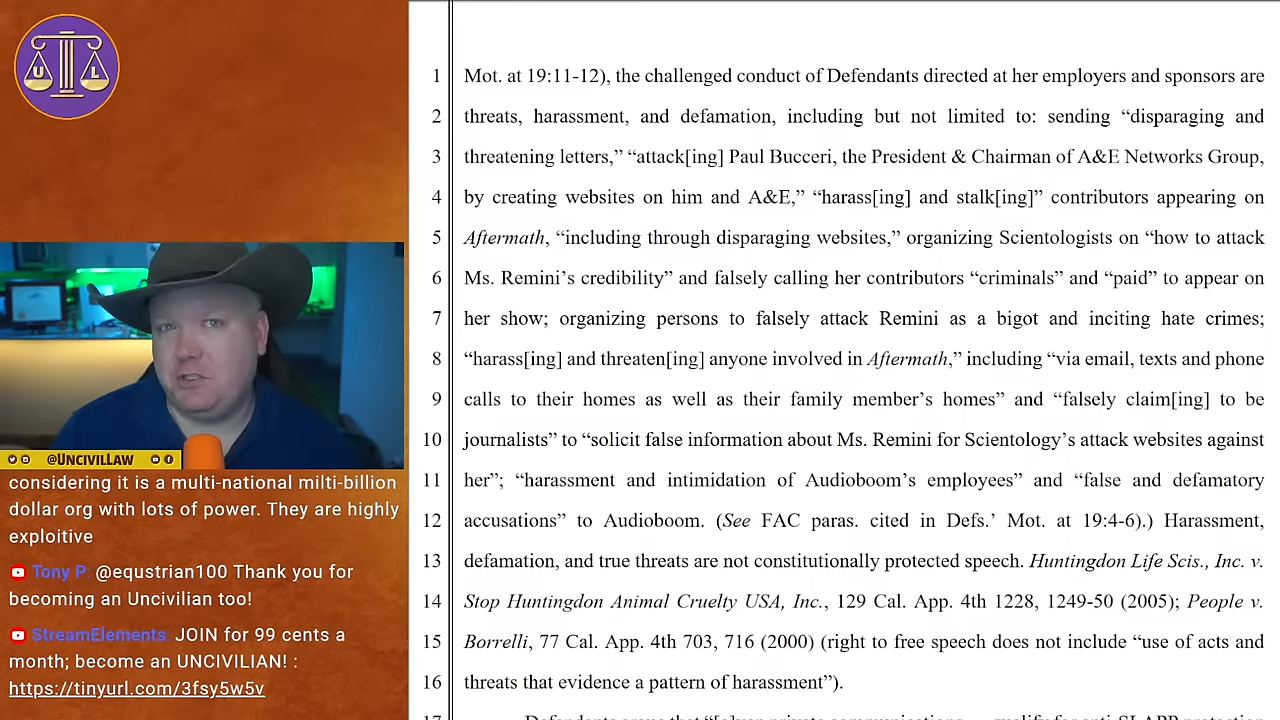 U L
@UNCIVILLAW
considering it is a multi-national milti-billion
dollar org with lots of power. They are highly
exploitive
Tony P: @equstrian100 Thank you for
becoming an Uncivilian too!
StreamElements: JOIN for 99 cents a
month; become an UNCIVILIAN! :
https://tinyurl.com/3fsy5w5v
1 Mot. at 19:11-12), the challenged conduct of Defendants directed at her employers and sponsors are
2 threats, harassment, and defamation, including but not limited to: sending “disparaging and
3 threatening letters,” “attack[ing] Paul Bucceri, the President & Chairman of A&E Networks Group,
4 by creating websites on him and A&E,” “harass[ing] and stalk[ing]” contributors appearing on
5 Aftermath, “including through disparaging websites,” organizing Scientologists on “how to attack
6 Ms. Remini’s credibility” and falsely calling her contributors “criminals” and “paid” to appear on
7 her show; organizing persons to falsely attack Remini as a bigot and inciting hate crimes;
8 “harass[ing] and threaten[ing] anyone involved in Aftermath,” including “via email, texts and phone
9 calls to their homes as well as their family member’s homes” and “falsely claim[ing] to be
10 journalists” to “solicit false information about Ms. Remini for Scientology’s attack websites against
11 her”; “harassment and intimidation of Audioboom’s employees” and “false and defamatory
12 accusations” to Audioboom. (See FAC paras. cited in Defs.’ Mot. at 19:4-6).) Harassment,
13 defamation, and true threats are not constitutionally protected speech. Huntingdon Life Scis., Inc. v.
14 Stop Huntingdon Animal Cruelty USA, Inc., 129 Cal. App. 4th 1228, 1249-50 (2005); People v.
15 Borrelli, 77 Cal. App. 4th 703, 716 (2000) (right to free speech does not include “use of acts and
16 threats that evidence a pattern of harassment”).
17 Defendants argue that “[e]ven private communications ... qualify for anti-SLAPP protection